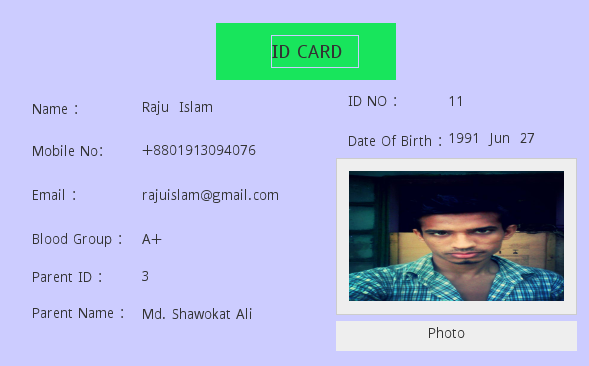 ID CARD
Name : Raju Islam
ID NO : 11
Mobile No: +8801913094076
Date Of Birth : 1991 Jun 27
Email : rajuislam@gmail.com
Blood Group : A+
Parent ID : 3
Parent Name : Md. Shawokat Ali
Photo